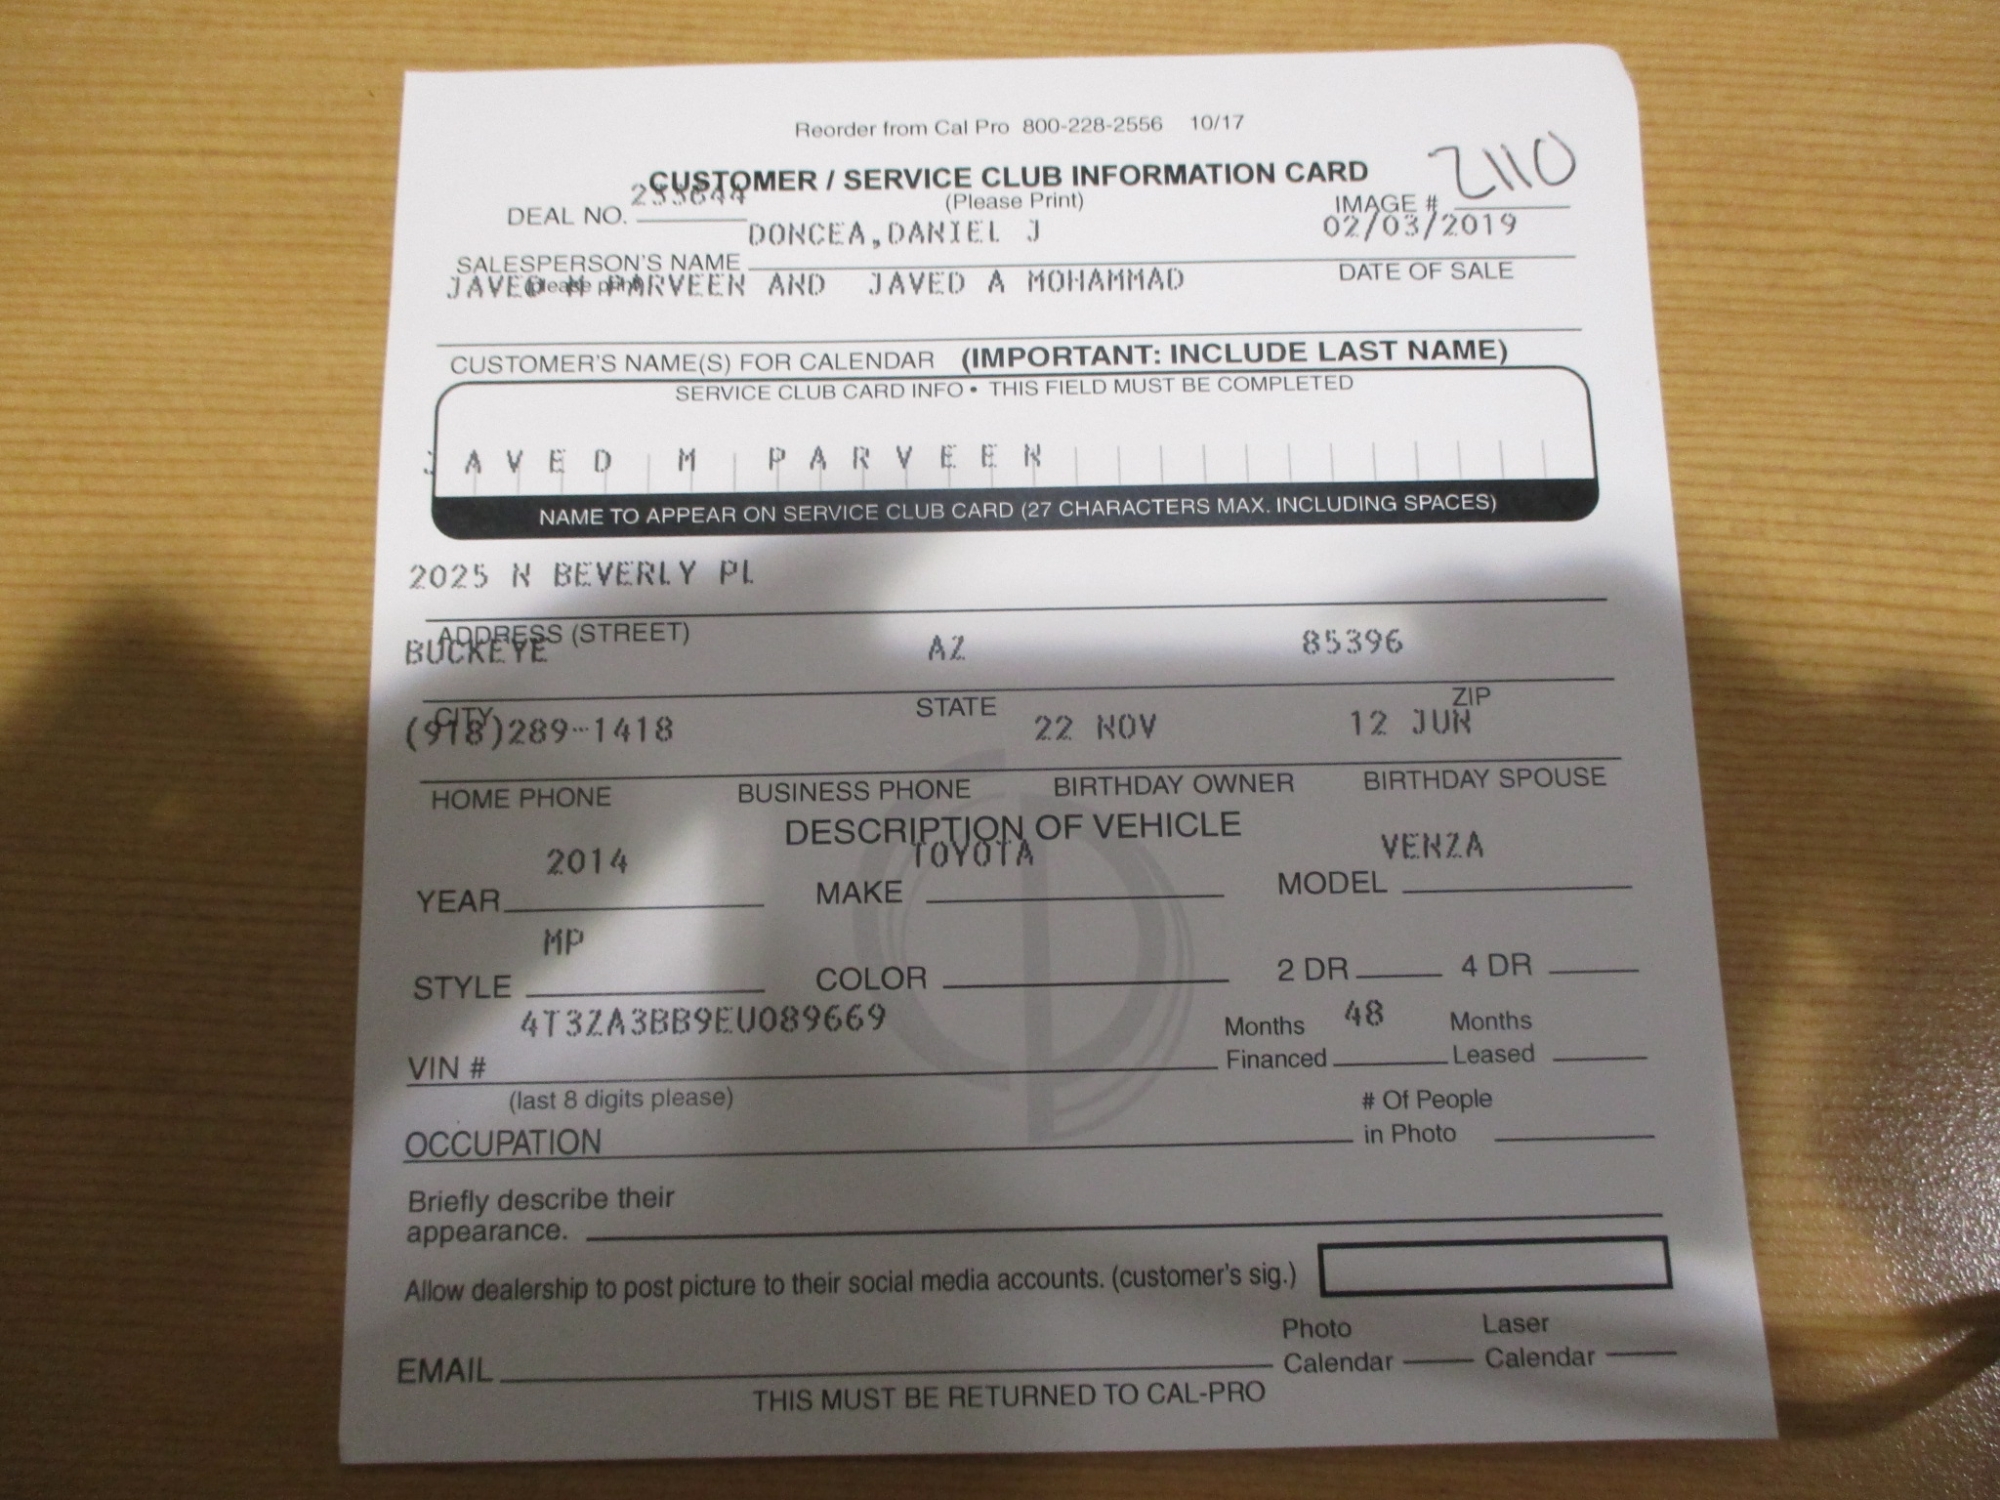 Reorder from Cal Pro 800-228-2556 10/17
CUSTOMER / SERVICE CLUB INFORMATION CARD
(Please Print)
DEAL NO. 233644
IMAGE # 2110
DONCEA,DANIEL J 02/03/2019
SALESPERSON'S NAME DATE OF SALE
(please print)
JAVED M PARVEEN AND JAVED A MOHAMMAD
CUSTOMER'S NAME(S) FOR CALENDAR (IMPORTANT: INCLUDE LAST NAME)
SERVICE CLUB CARD INFO • THIS FIELD MUST BE COMPLETED
JAVED M PARVEEN
NAME TO APPEAR ON SERVICE CLUB CARD (27 CHARACTERS MAX. INCLUDING SPACES)
2025 N BEVERLY PL
ADDRESS (STREET)
BUCKEYE AZ 85396
CITY STATE ZIP
(918)289-1418 22 NOV 12 JUN
HOME PHONE BUSINESS PHONE BIRTHDAY OWNER BIRTHDAY SPOUSE
DESCRIPTION OF VEHICLE
2014 TOYOTA VENZA
YEAR MAKE MODEL
MP
STYLE COLOR 2 DR 4 DR
4T3ZA3BB9EU089669
VIN #
Months Financed 48 Months Leased
(last 8 digits please)
OCCUPATION # Of People in Photo
Briefly describe their
appearance.
Allow dealership to post picture to their social media accounts. (customer's sig.)
EMAIL Photo Calendar Laser Calendar
THIS MUST BE RETURNED TO CAL-PRO